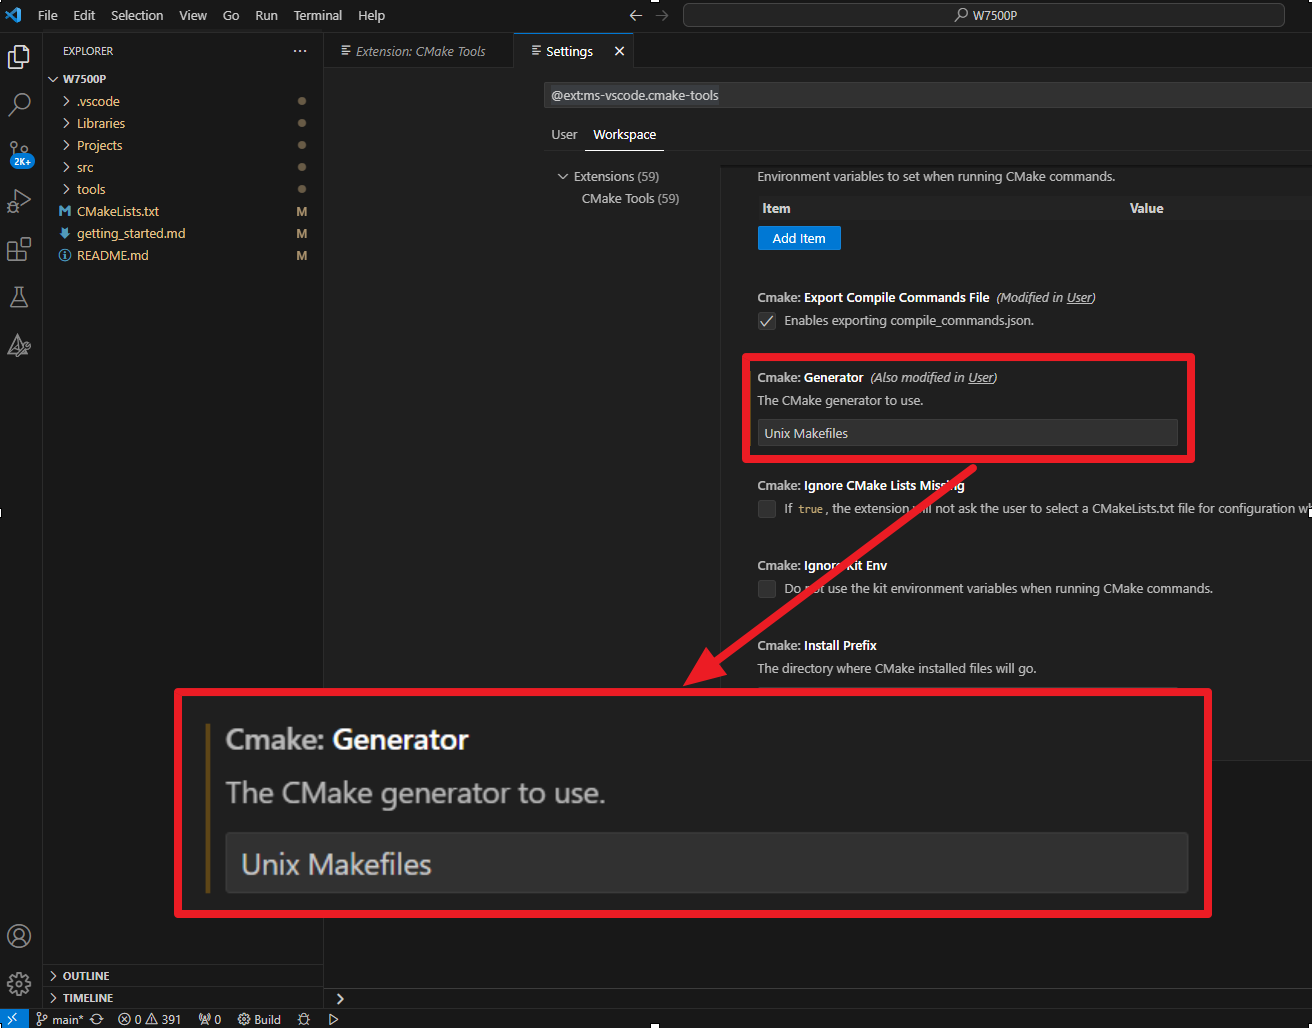 File Edit Selection View Go Run Terminal Help
W7500P
EXPLORER
Extension: CMake Tools
Settings
W7500P
.vscode
Libraries
Projects
src
tools
CMakeLists.txt M
getting_started.md M
README.md M
2K+
@ext:ms-vscode.cmake-tools
User Workspace
Extensions (59)
CMake Tools (59)
Environment variables to set when running CMake commands.
Item Value
Add Item
Cmake: Export Compile Commands File (Modified in User)
Enables exporting compile_commands.json.
Cmake: Generator (Also modified in User)
The CMake generator to use.
Unix Makefiles
Cmake: Ignore CMake Lists Missing
If true, the extension will not ask the user to select a CMakeLists.txt file for configuration
Cmake: Ignore Kit Env
Do not use the kit environment variables when running CMake commands.
Cmake: Install Prefix
The directory where CMake installed files will go.
Cmake: Generator
The CMake generator to use.
Unix Makefiles
OUTLINE
TIMELINE
main* 0 391 0 Build